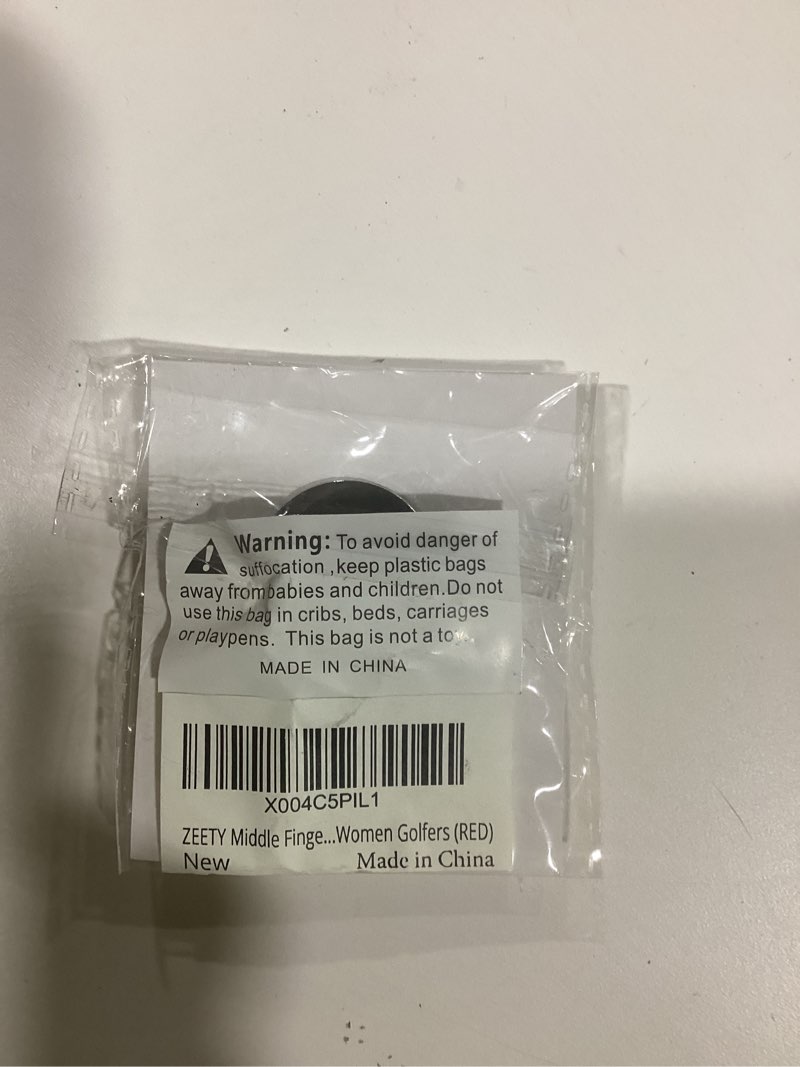 Warning: To avoid danger of
suffocation ,keep plastic bags
away frombabies and children.Do not
use this bag in cribs, beds, carriages
or playpens. This bag is not a to
MADE IN CHINA
X004C5PIL1
ZEETY Middle Finge...Women Golfers (RED)
New Made in China